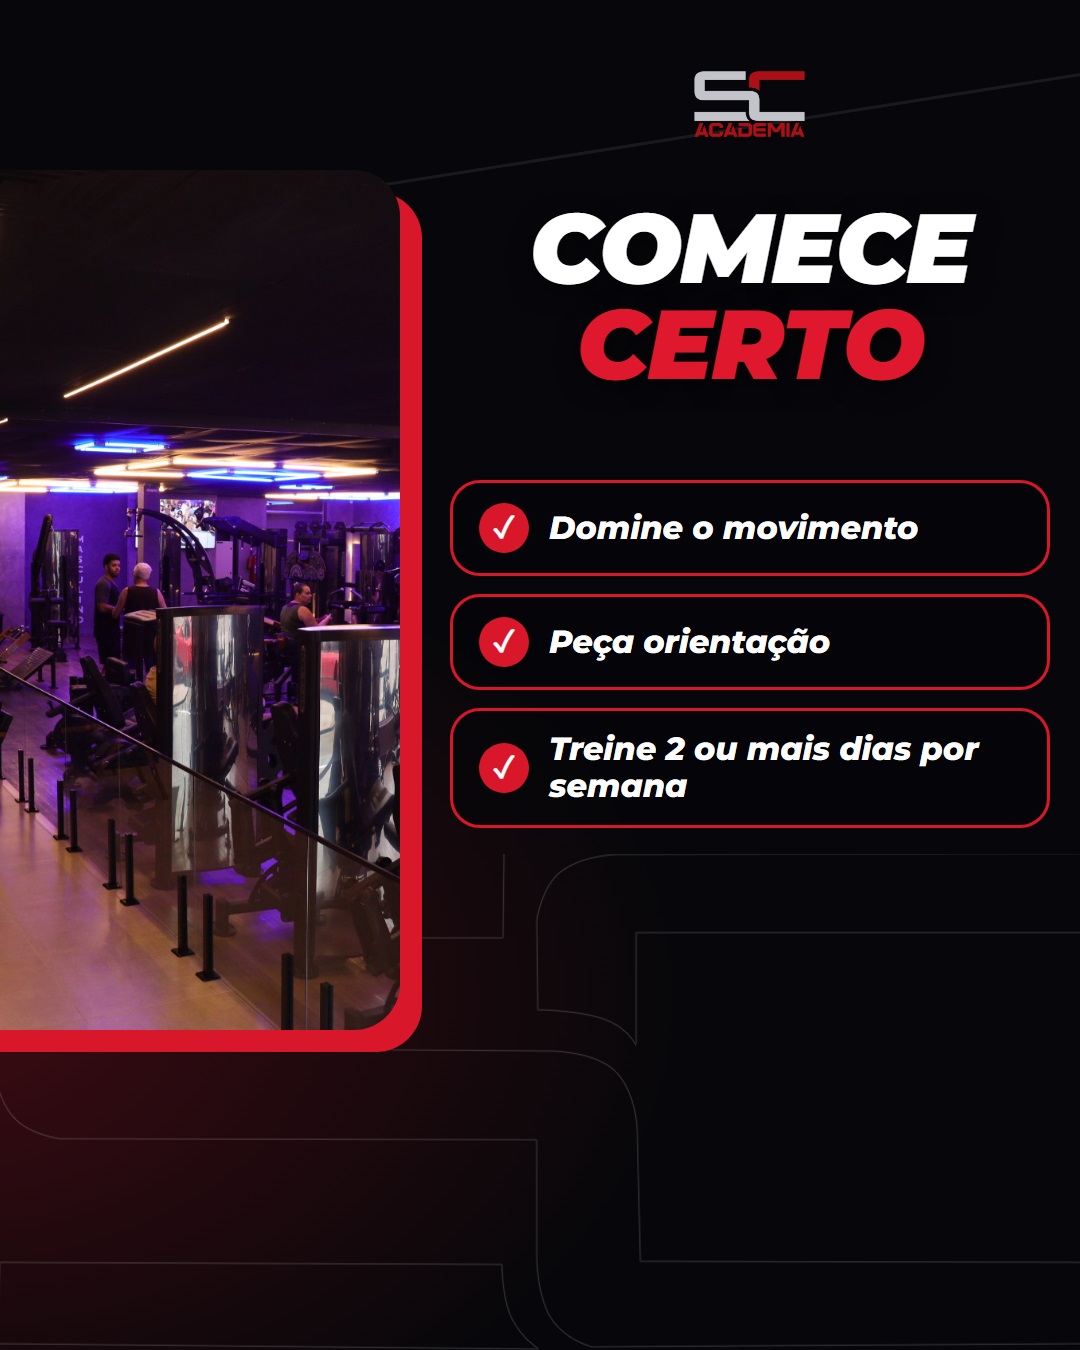 SC
ACADEMIA
COMECE
CERTO
Domine o movimento
Peça orientação
Treine 2 ou mais dias por
semana